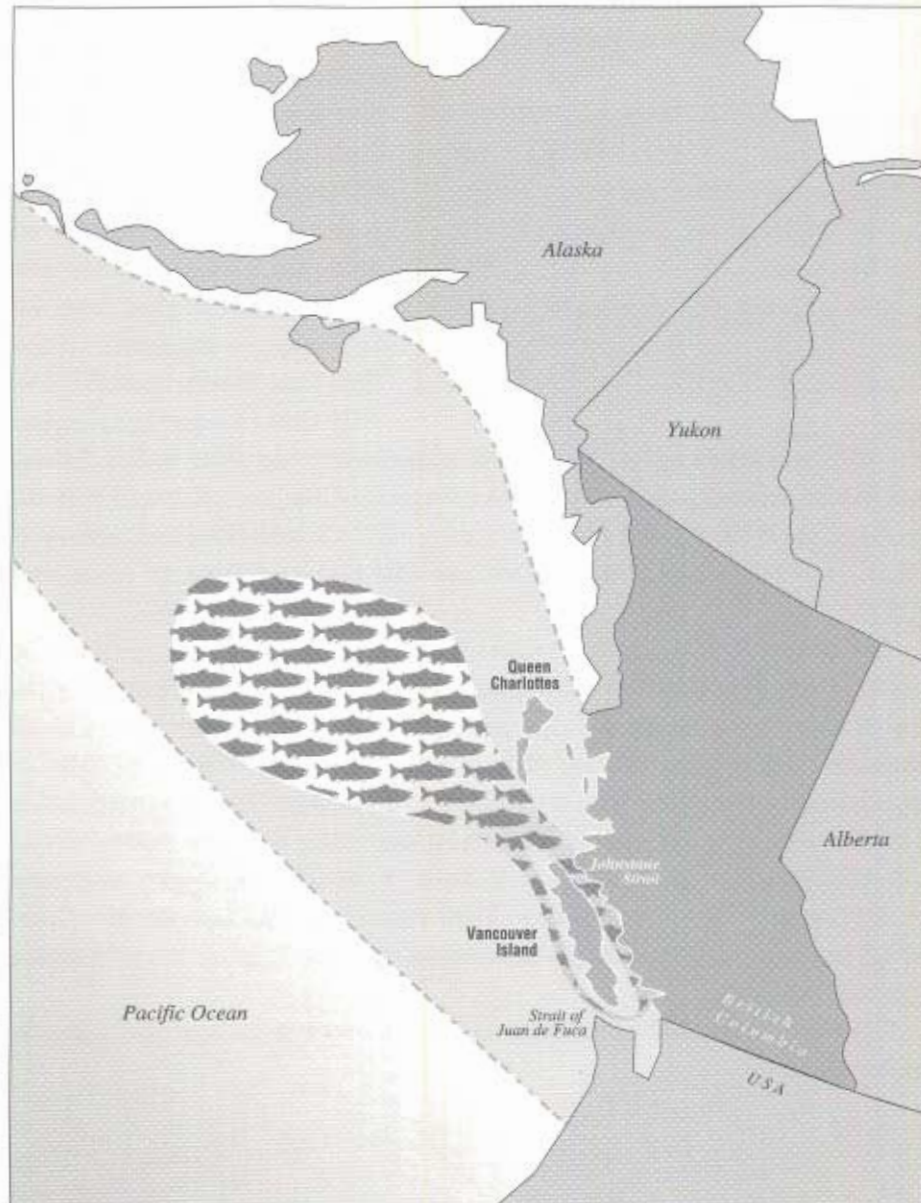 Alaska
Yukon
Queen
Charlottes
Alberta
Johnstone
Strait
Vancouver
Island
Pacific Ocean
Strait of
Juan de Fuca
British
Columbia
USA